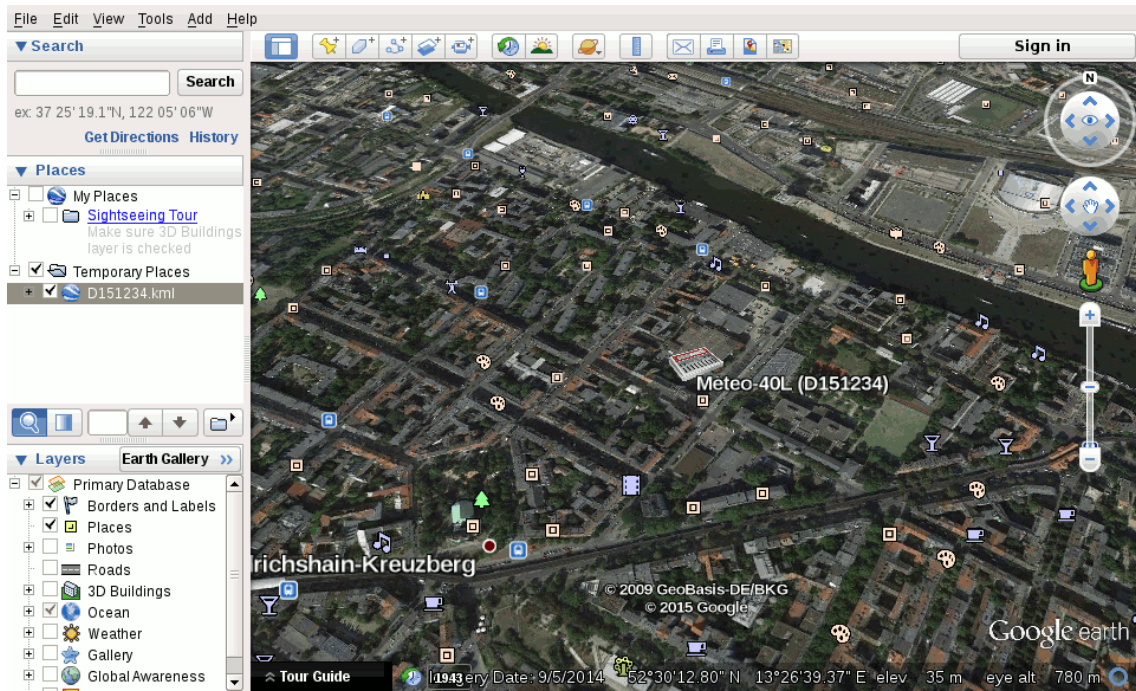 File Edit View Tools Add Help
Search
Search
ex: 37 25' 19.1"N, 122 05' 06"W
Get Directions History
Places
My Places
Sightseeing Tour
Make sure 3D Buildings
layer is checked
Temporary Places
D151234.kml
Layers
Earth Gallery »
Primary Database
Borders and Labels
Places
Photos
Roads
3D Buildings
Ocean
Weather
Gallery
Global Awareness
Sign in
N
Meteo-40L (D151234)
richshain-Kreuzberg
© 2009 GeoBasis-DE/BKG
© 2015 Google
Google earth
Tour Guide
1943
Date: 9/5/2014 52°30'12.80" N 13°26'39.37" E elev 35 m eye alt 780 m